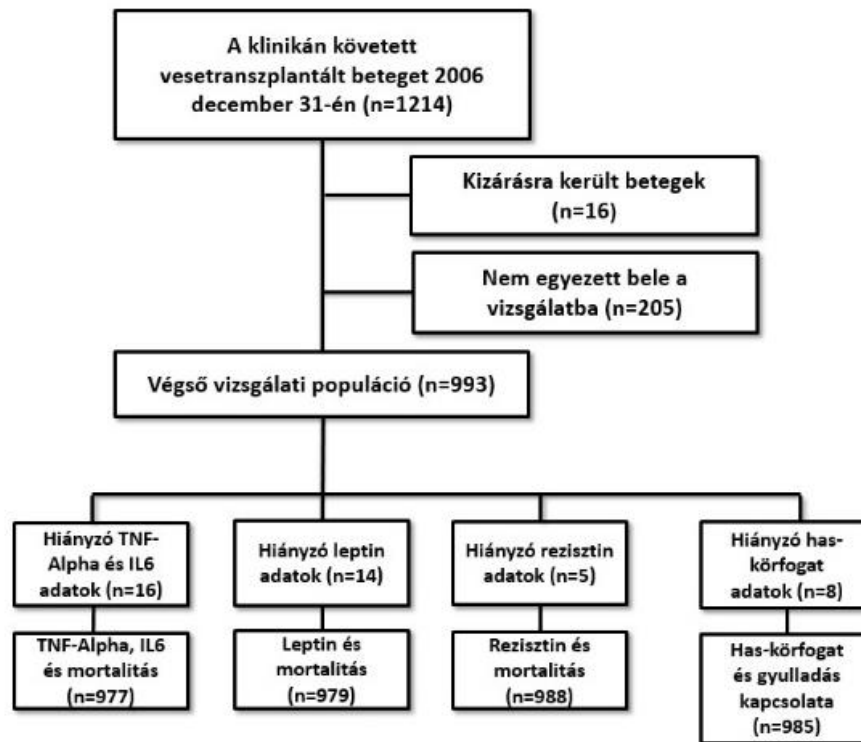 A klinikán követett
vesetranszplantált beteget 2006
december 31-én (n=1214)
Kizárásra került betegek
(n=16)
Nem egyezett bele a
vizsgálatba (n=205)
Végső vizsgálati populáció (n=993)
Hiányzó TNF-
Alpha és IL6
adatok (n=16)
Hiányzó leptin
adatok (n=14)
Hiányzó rezisztin
adatok (n=5)
Hiányzó has-
körfogat
adatok (n=8)
TNF-Alpha, IL6
és mortalitás
(n=977)
Leptin és
mortalitás
(n=979)
Rezisztin és
mortalitás
(n=988)
Has-körfogat
és gyulladás
kapcsolata
(n=985)